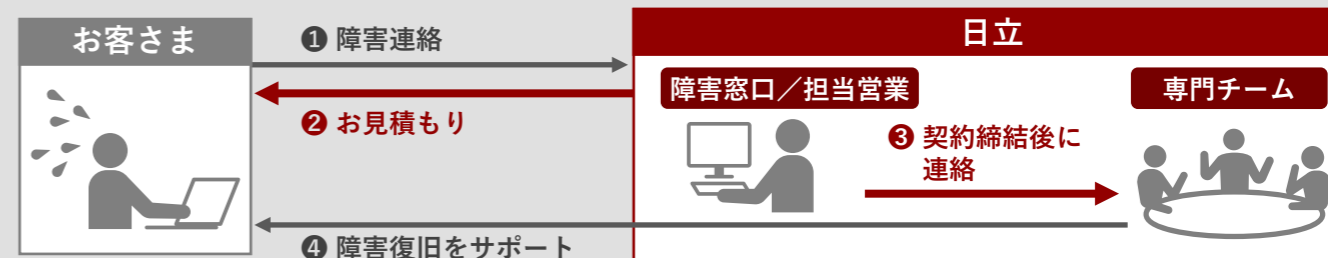 お客さま
❶ 障害連絡
❷ お見積もり
日立
障害窓口／担当営業
専門チーム
❸ 契約締結後に
連絡
❹ 障害復旧をサポート